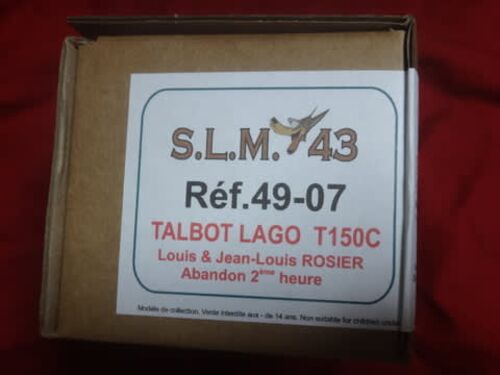 S.L.M. 43
Réf.49-07
TALBOT LAGO T150C
Louis & Jean-Louis ROSIER
Abandon 2ème heure
Modèle de collection. Vente interdite aux - de 14 ans. Non suitable for children under